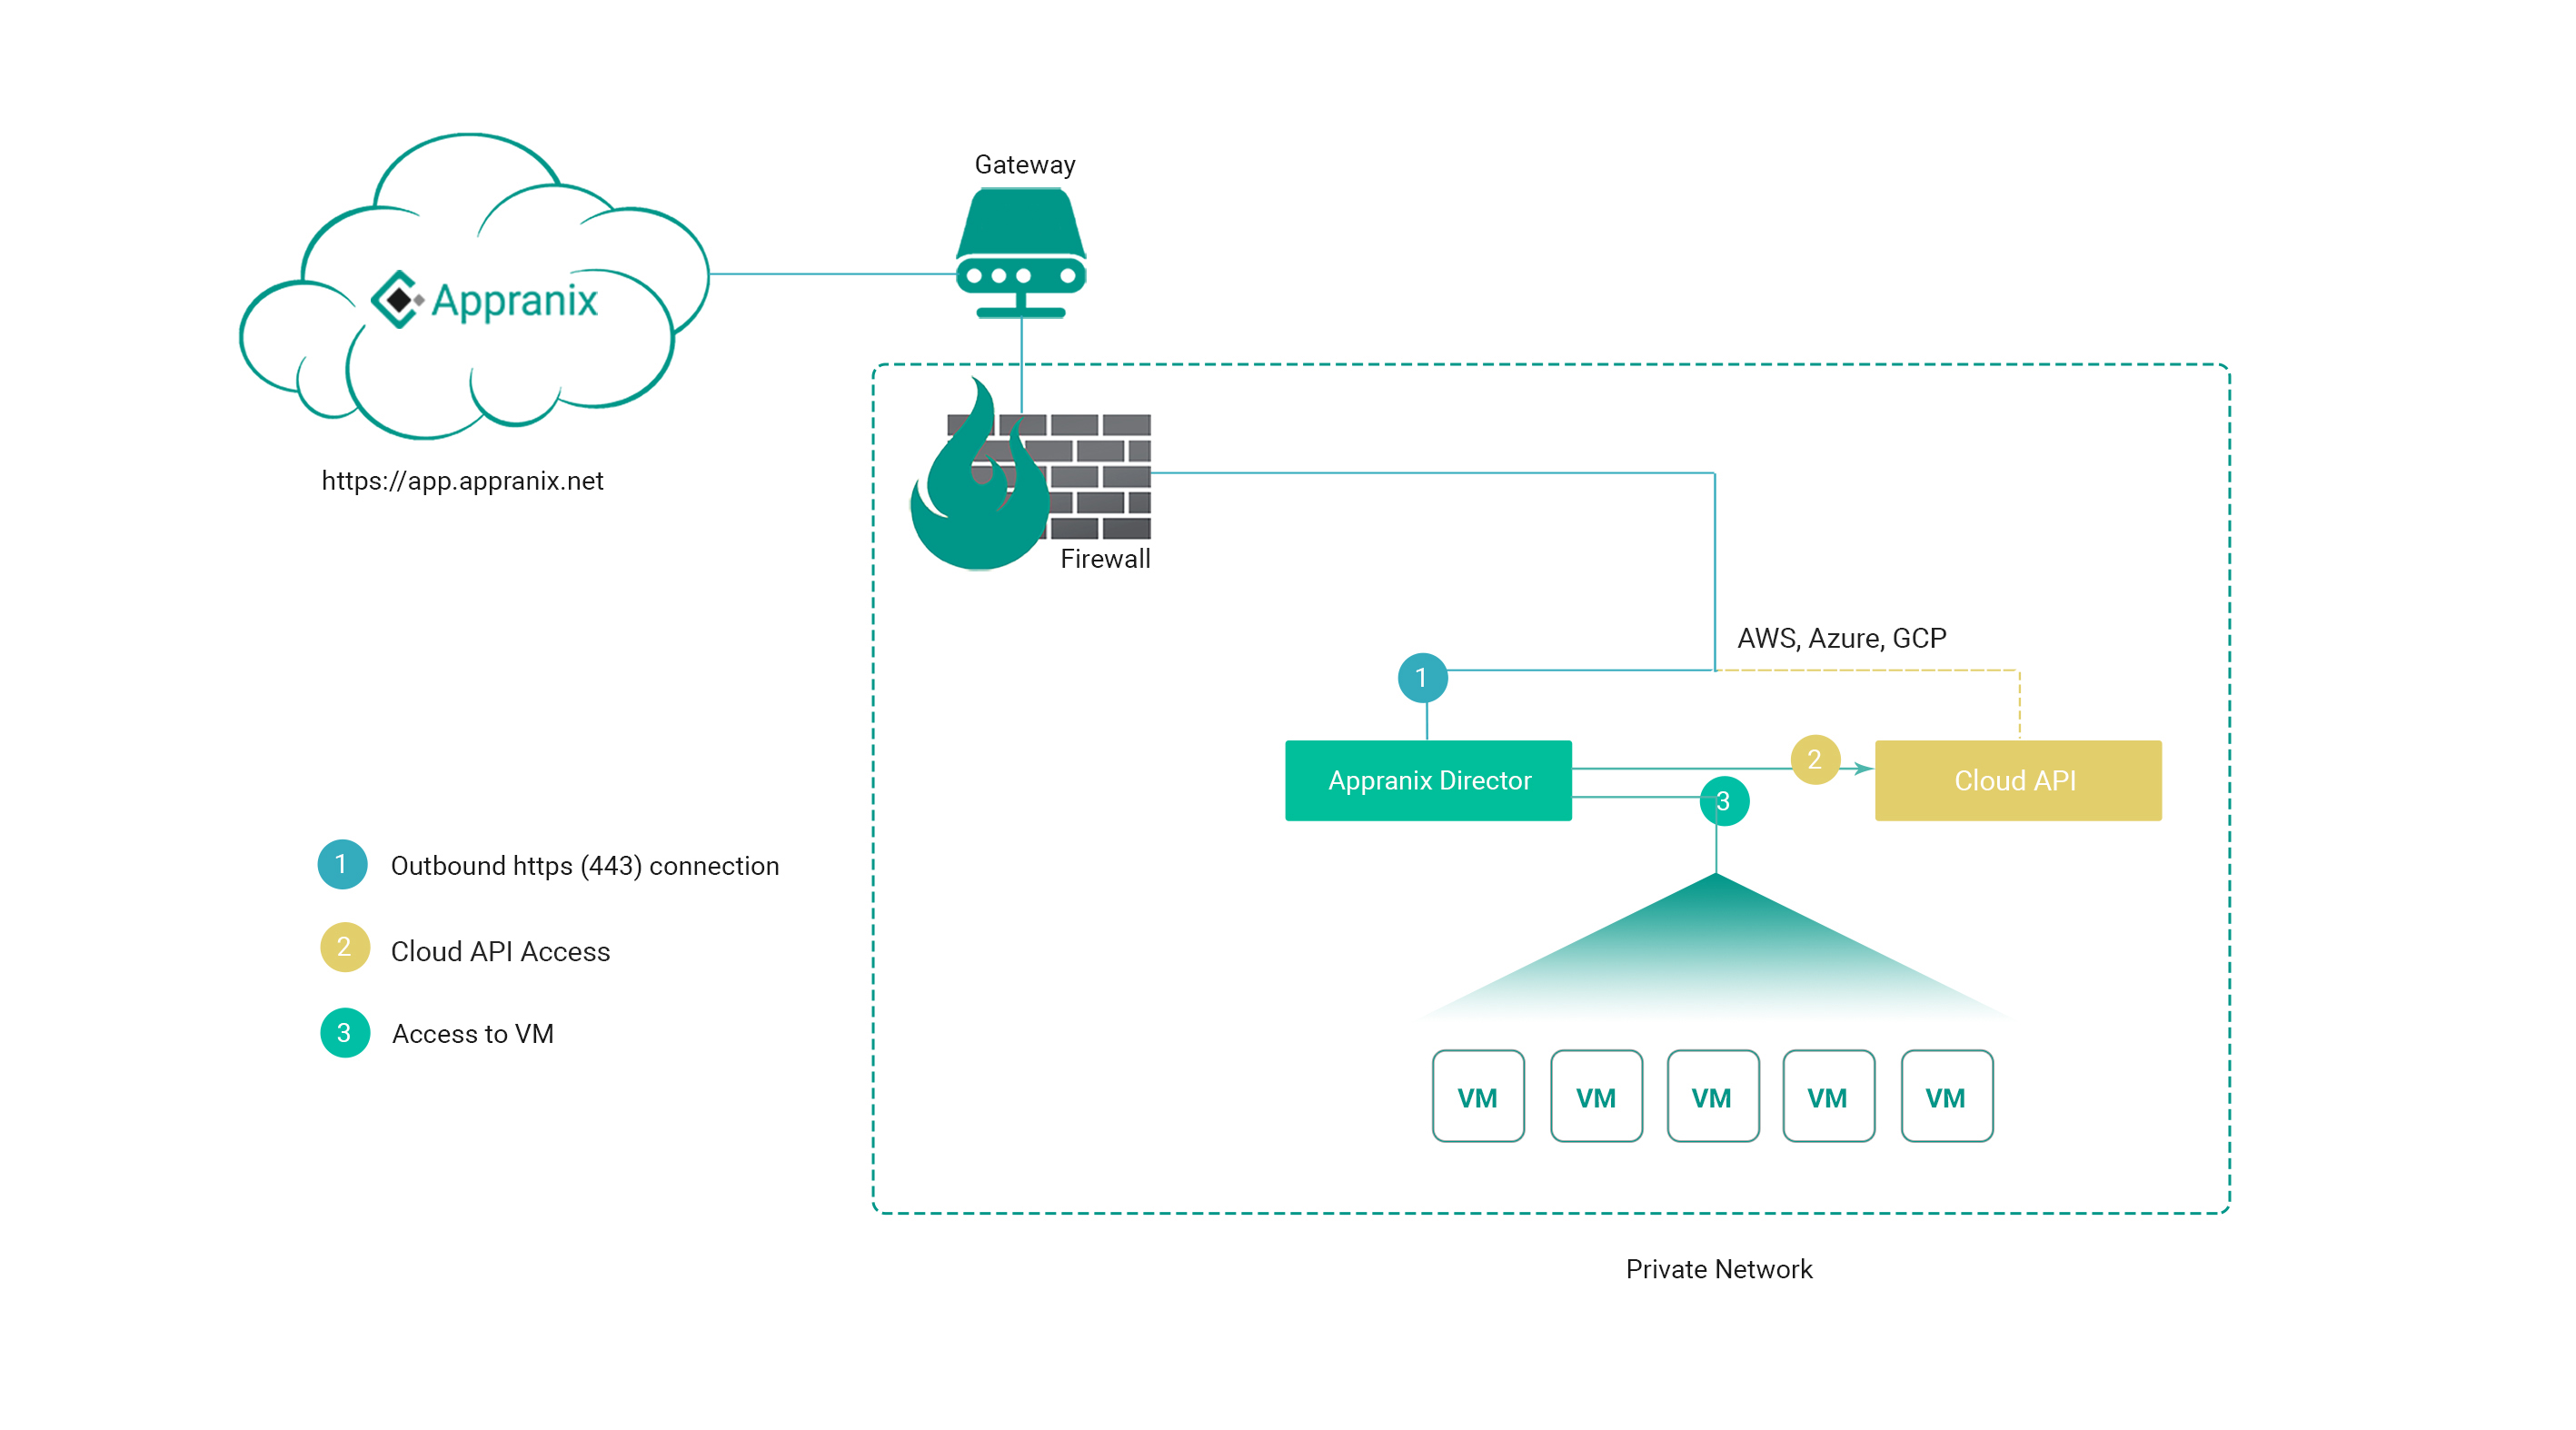 Gateway
Appranix
https://app.appranix.net
Firewall
AWS, Azure, GCP
1
2
Appranix Director
Cloud API
3
1 Outbound https (443) connection
2 Cloud API Access
3 Access to VM
VM VM VM VM VM
Private Network